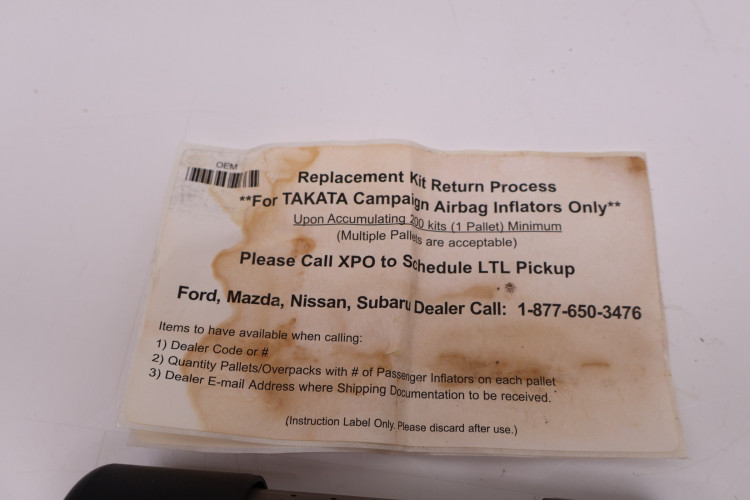 OEM
Replacement Kit Return Process
**For TAKATA Campaign Airbag Inflators Only**
Upon Accumulating 200 kits (1 Pallet) Minimum
(Multiple Pallets are acceptable)
Please Call XPO to Schedule LTL Pickup
Ford, Mazda, Nissan, Subaru Dealer Call: 1-877-650-3476
Items to have available when calling:
1) Dealer Code or #
2) Quantity Pallets/Overpacks with # of Passenger Inflators on each pallet
3) Dealer E-mail Address where Shipping Documentation to be received.
(Instruction Label Only. Please discard after use.)